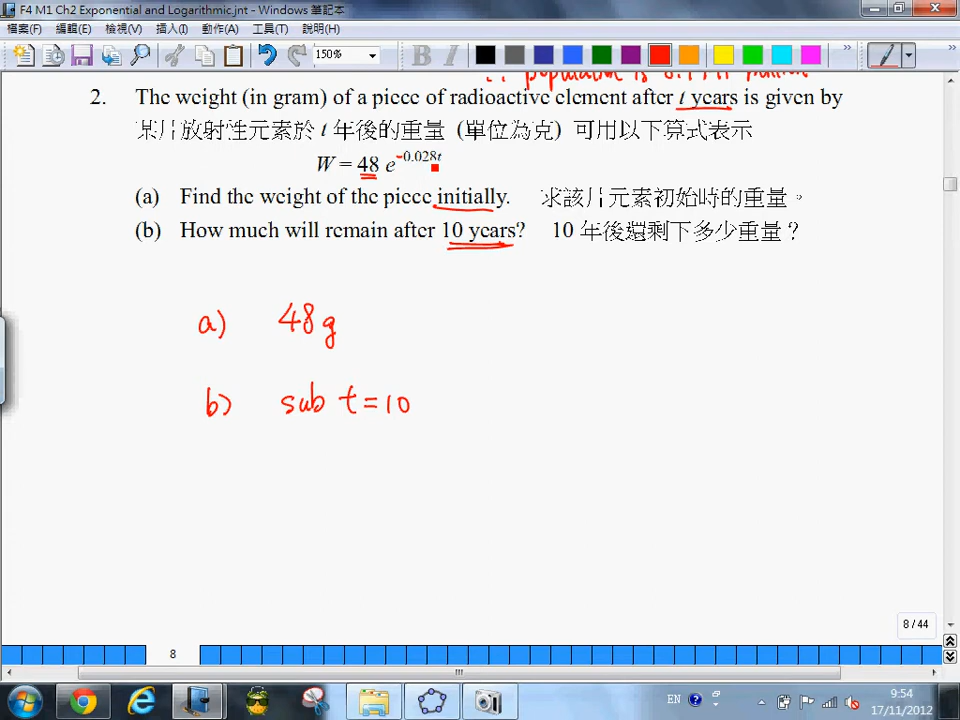 F4 M1 Ch2 Exponential and Logarithmic.jnt - Windows 筆記本
檔案(F) 編輯(E) 檢視(V) 插入(I) 動作(A) 工具(T) 說明(H)
150%
B I
population is
2. The weight (in gram) of a piece of radioactive element after t years is given by
某片放射性元素於 t 年後的重量 (單位為克) 可用以下算式表示
W = 48 e^-0.028t
(a) Find the weight of the piece initially. 求該片元素初始時的重量。
(b) How much will remain after 10 years? 10 年後還剩下多少重量？
a) 48g
b) sub t=10
8 / 44
8
EN
9:54
17/11/2012